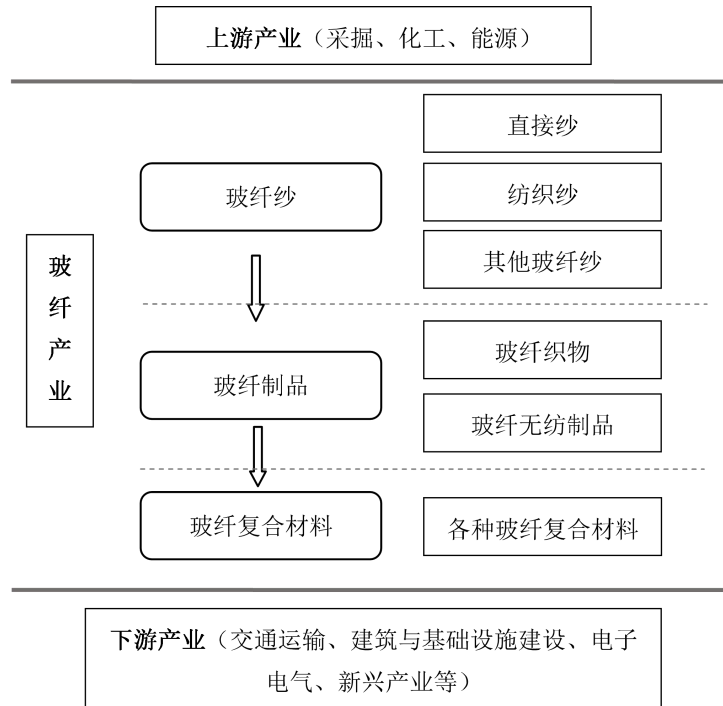 上游产业（采掘、化工、能源）
直接纱
玻纤纱
纺织纱
其他玻纤纱
玻
纤
产
业
玻纤织物
玻纤制品
玻纤无纺制品
玻纤复合材料
各种玻纤复合材料
下游产业（交通运输、建筑与基础设施建设、电子
电气、新兴产业等）